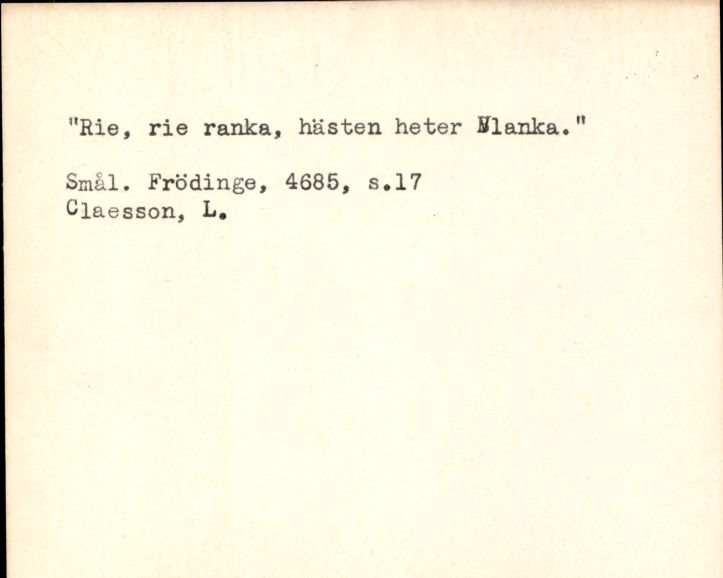 "Rie, rie ranka, hästen heter Blanka."

Smål. Frödinge, 4685, s.17
Claesson, L.